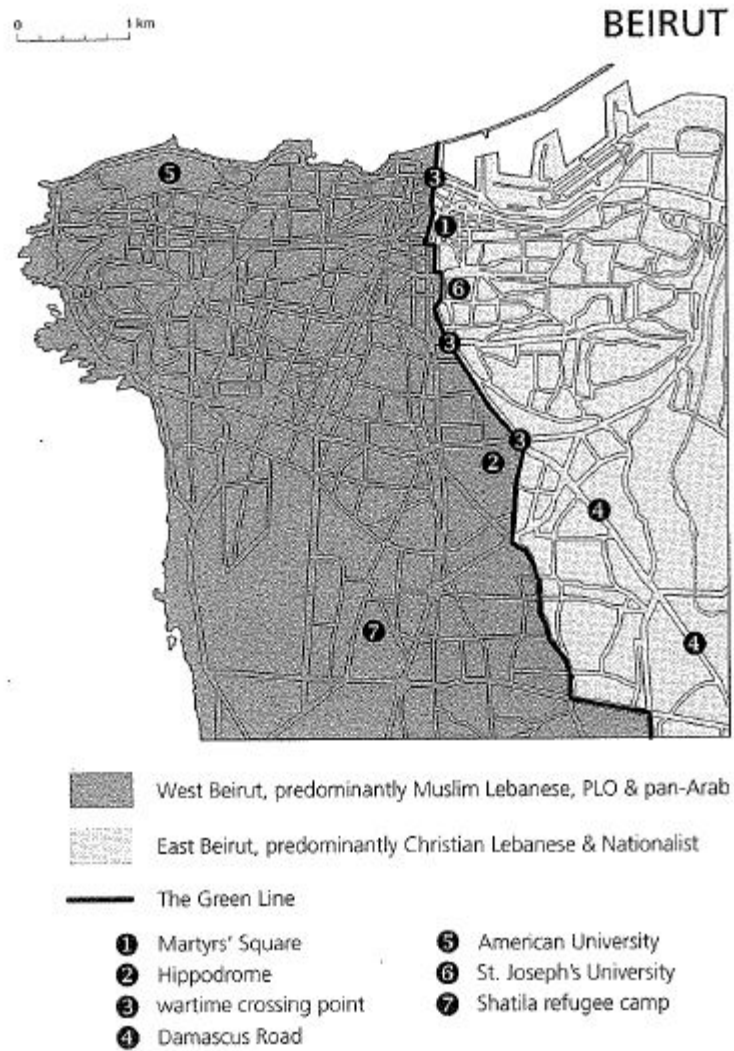 0 1 km
BEIRUT
5
3
1
6
3
3
2
4
7
4
West Beirut, predominantly Muslim Lebanese, PLO & pan-Arab
East Beirut, predominantly Christian Lebanese & Nationalist
The Green Line
1 Martyrs' Square
2 Hippodrome
3 wartime crossing point
4 Damascus Road
5 American University
6 St. Joseph's University
7 Shatila refugee camp